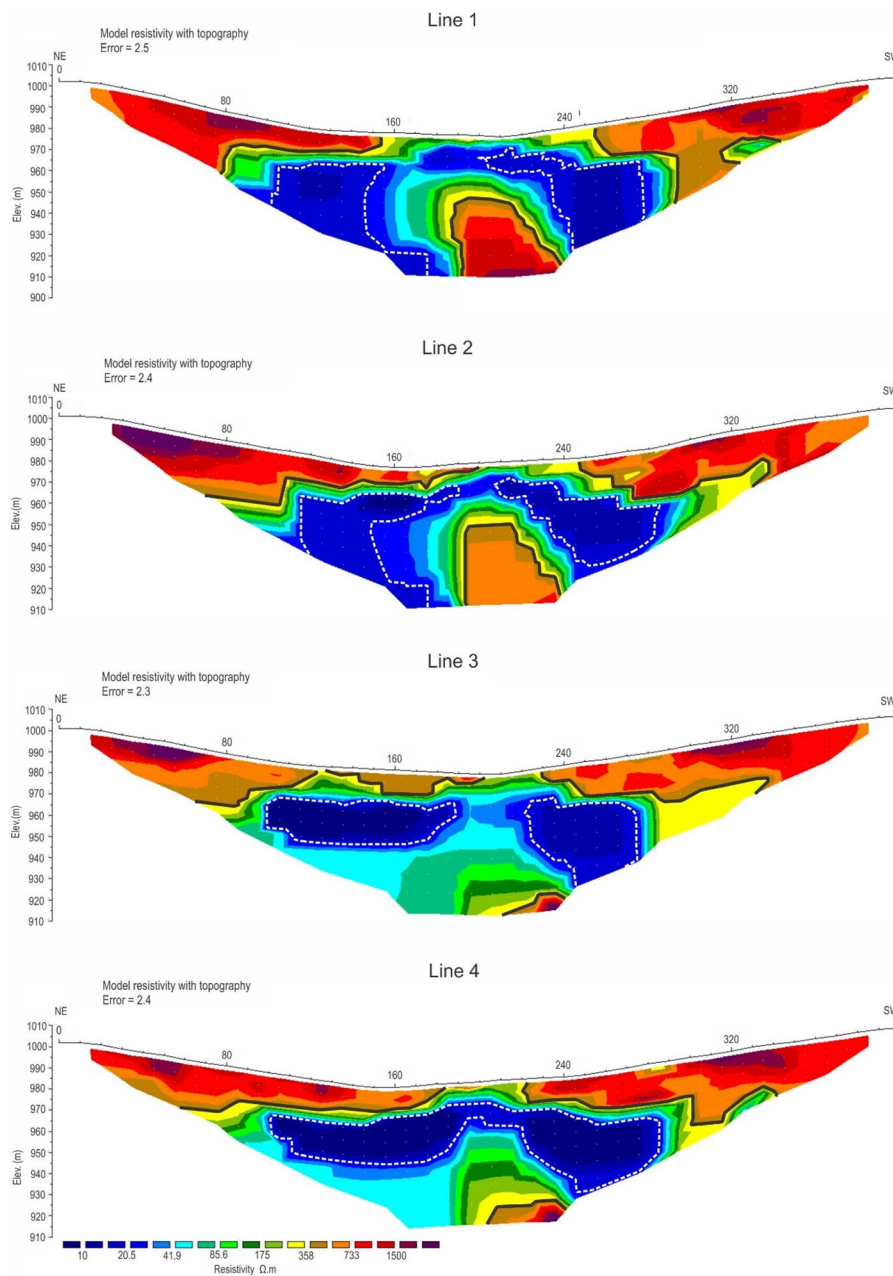 Line 1
Model resistivity with topography
Error = 2.5
NE
SW
0
80
160
240
320
Elev. (m)
1010
1000
990
980
970
960
950
940
930
920
910
900
Line 2
Model resistivity with topography
Error = 2.4
NE
SW
0
80
160
240
320
Elev.(m)
1010
1000
990
980
970
960
950
940
930
920
910
Line 3
Model resistivity with topography
Error = 2.3
NE
SW
0
80
160
240
320
Elev.(m)
1010
1000
990
980
970
960
950
940
930
920
910
Line 4
Model resistivity with topography
Error = 2.4
NE
SW
0
80
160
240
320
Elev. (m)
1010
1000
990
980
970
960
950
940
930
920
910
10 20.5 41.9 85.6 175 358 733 1500
Resistivity Ω.m